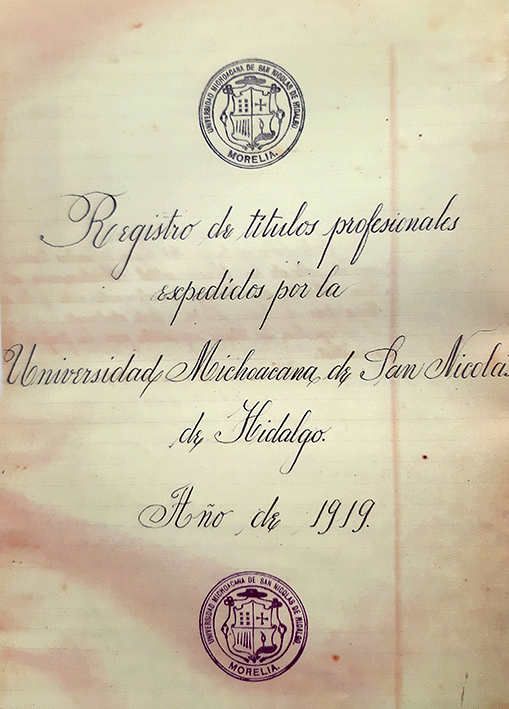 UNIVERSIDAD MICHOACANA DE SAN NICOLAS DE HIDALGO
MORELIA.
Registro de titulos profesionales
expedidos por la
Universidad Michoacana de San Nicolás
de Hidalgo.
Año de 1919.
UNIVERSIDAD MICHOACANA DE SAN NICOLAS DE HIDALGO
MORELIA.